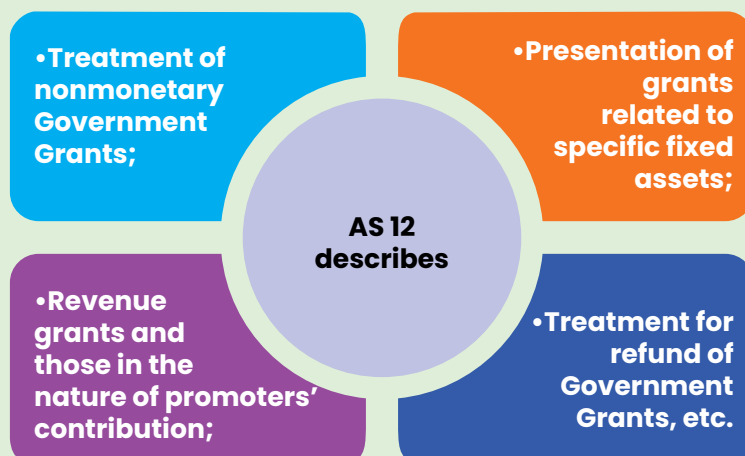 •Treatment of
nonmonetary
Government
Grants;
•Presentation of
grants
related to
specific fixed
assets;
AS 12
describes
•Revenue
grants and
those in the
nature of promoters’
contribution;
•Treatment for
refund of
Government
Grants, etc.